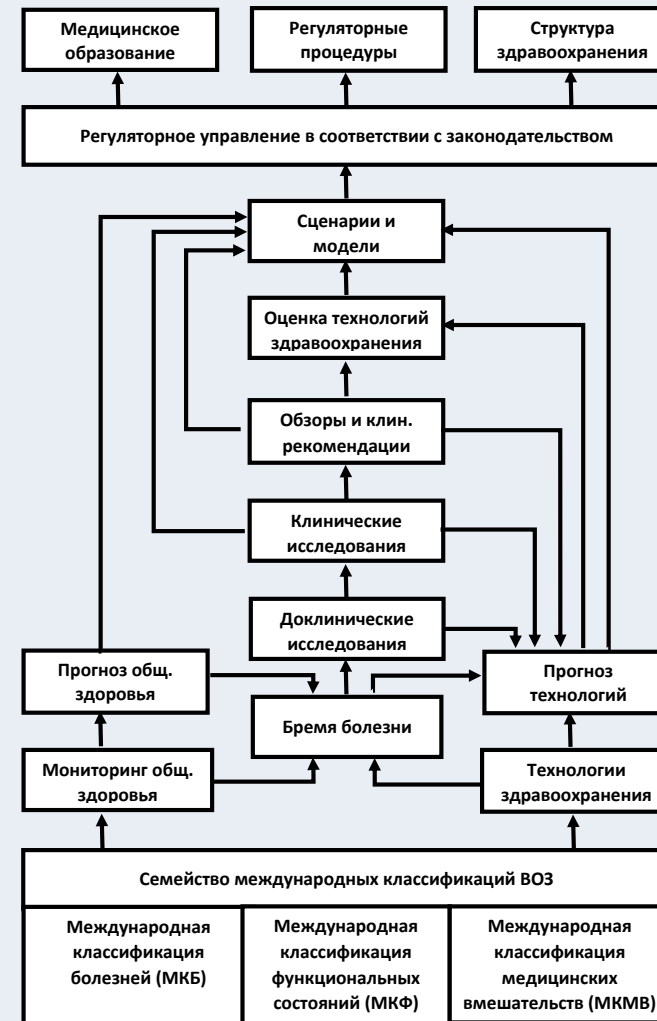 Медицинское
образование
Регуляторные
процедуры
Структура
здравоохранения
Регуляторное управление в соответствии с законодательством
Сценарии и
модели
Оценка технологий
здравоохранения
Обзоры и клин.
рекомендации
Клинические
исследования
Доклинические
исследования
Прогноз общ.
здоровья
Прогноз
технологий
Бремя болезни
Мониторинг общ.
здоровья
Технологии
здравоохранения
Семейство международных классификаций ВОЗ
Международная
классификация
болезней (МКБ)
Международная
классификация
функциональных
состояний (МКФ)
Международная
классификация
медицинских
вмешательств (МКМВ)